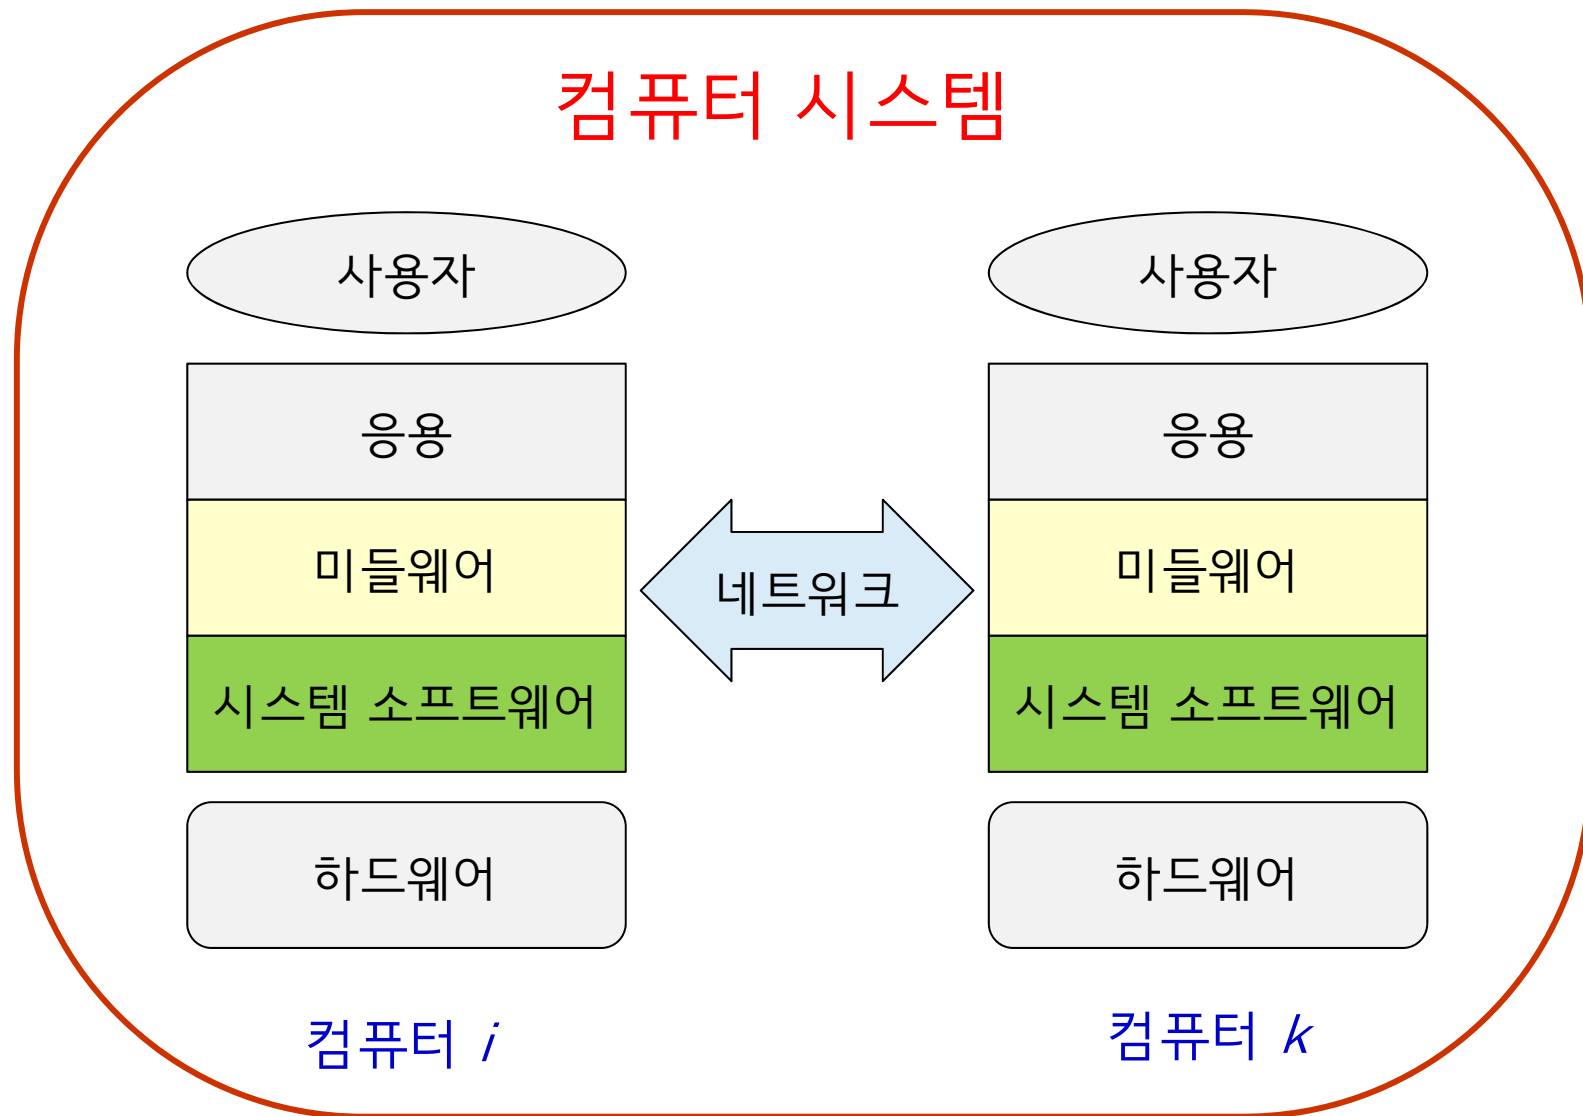 컴퓨터 시스템
사용자
응용
미들웨어
시스템 소프트웨어
하드웨어
컴퓨터 i
네트워크
사용자
응용
미들웨어
시스템 소프트웨어
하드웨어
컴퓨터 k